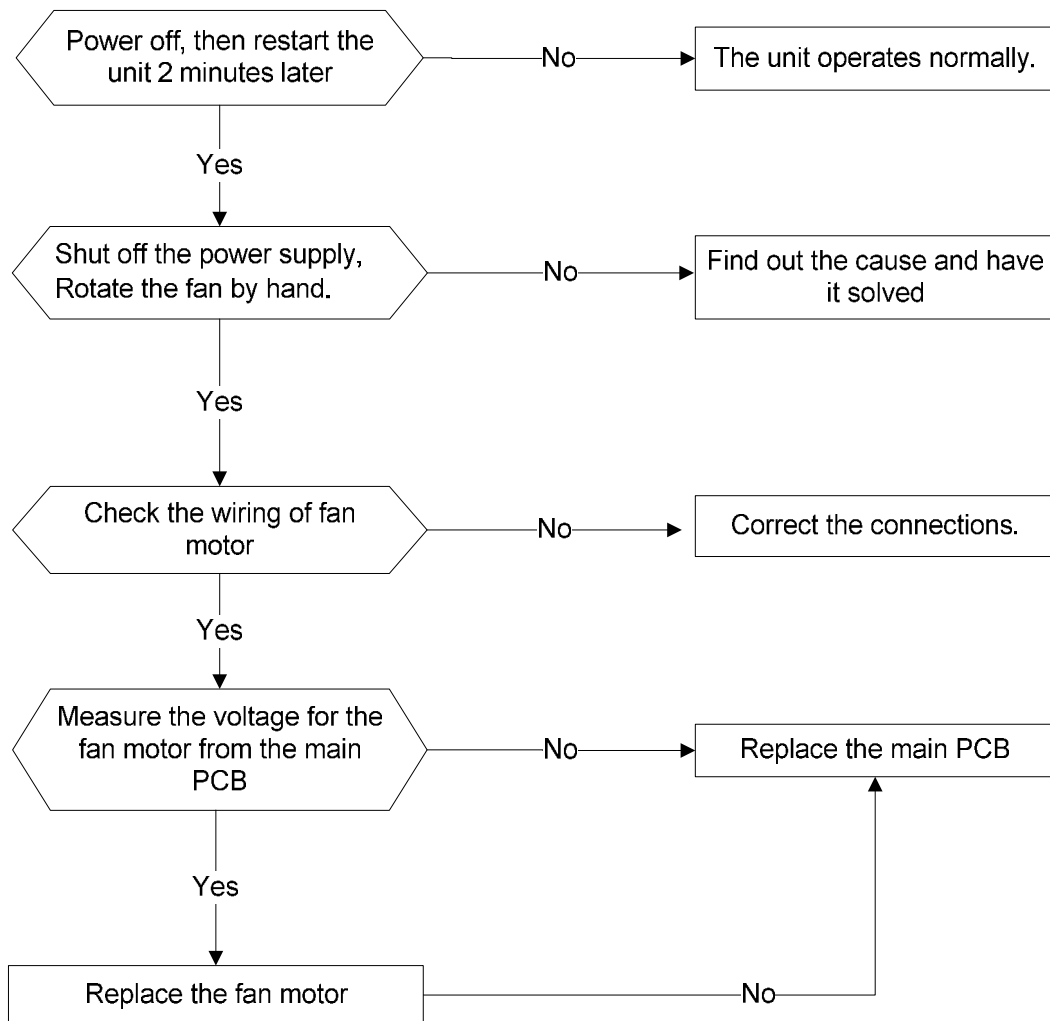 Power off, then restart the
unit 2 minutes later
No
The unit operates normally.
Yes
Shut off the power supply,
Rotate the fan by hand.
No
Find out the cause and have
it solved
Yes
Check the wiring of fan
motor
No
Correct the connections.
Yes
Measure the voltage for the
fan motor from the main
PCB
No
Replace the main PCB
Yes
Replace the fan motor
No